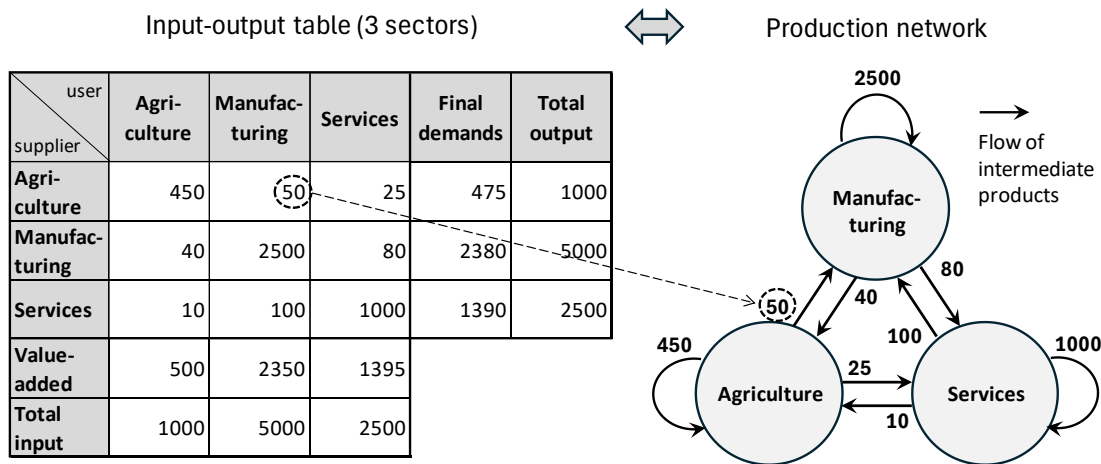 Input-output table (3 sectors)
Production network
user
supplier
Agri-
culture
Manufac-
turing
Services
Final
demands
Total
output
Agri-
culture
450 50 25 475 1000
Manufac-
turing
40 2500 80 2380 5000
Services 10 100 1000 1390 2500
Value-
added
500 2350 1395
Total
input
1000 5000 2500
2500
Flow of
intermediate
products
Manufac-
turing
80
40
50
100
450
1000
25
Agriculture
Services
10